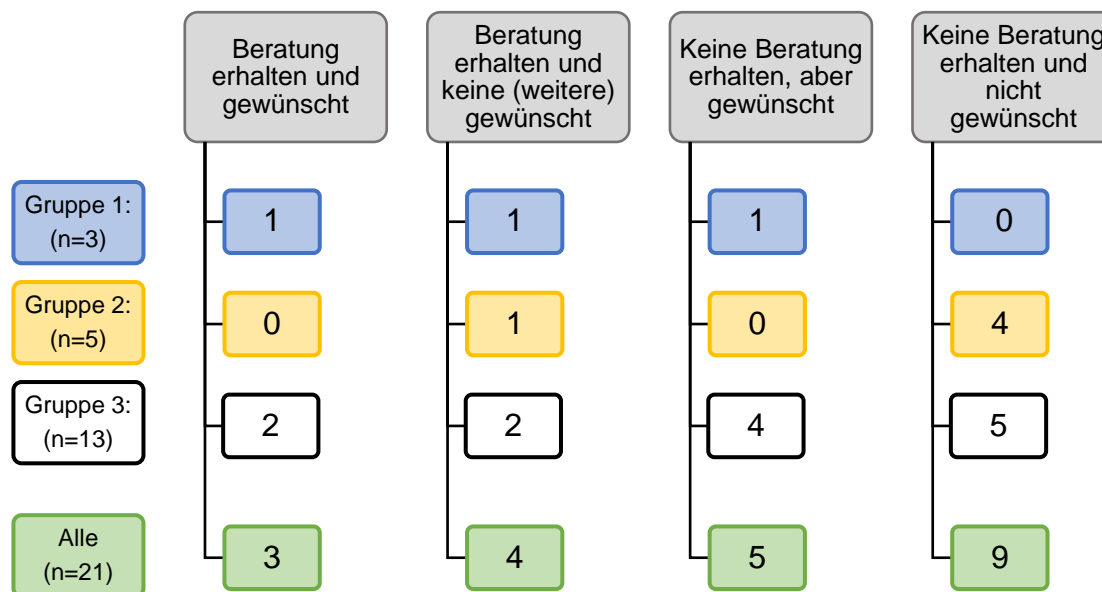 Beratung
erhalten und
gewünscht
Beratung
erhalten und
keine (weitere)
gewünscht
Keine Beratung
erhalten, aber
gewünscht
Keine Beratung
erhalten und
nicht
gewünscht
Gruppe 1:
(n=3)
1
1
1
0
Gruppe 2:
(n=5)
0
1
0
4
Gruppe 3:
(n=13)
2
2
4
5
Alle
(n=21)
3
4
5
9